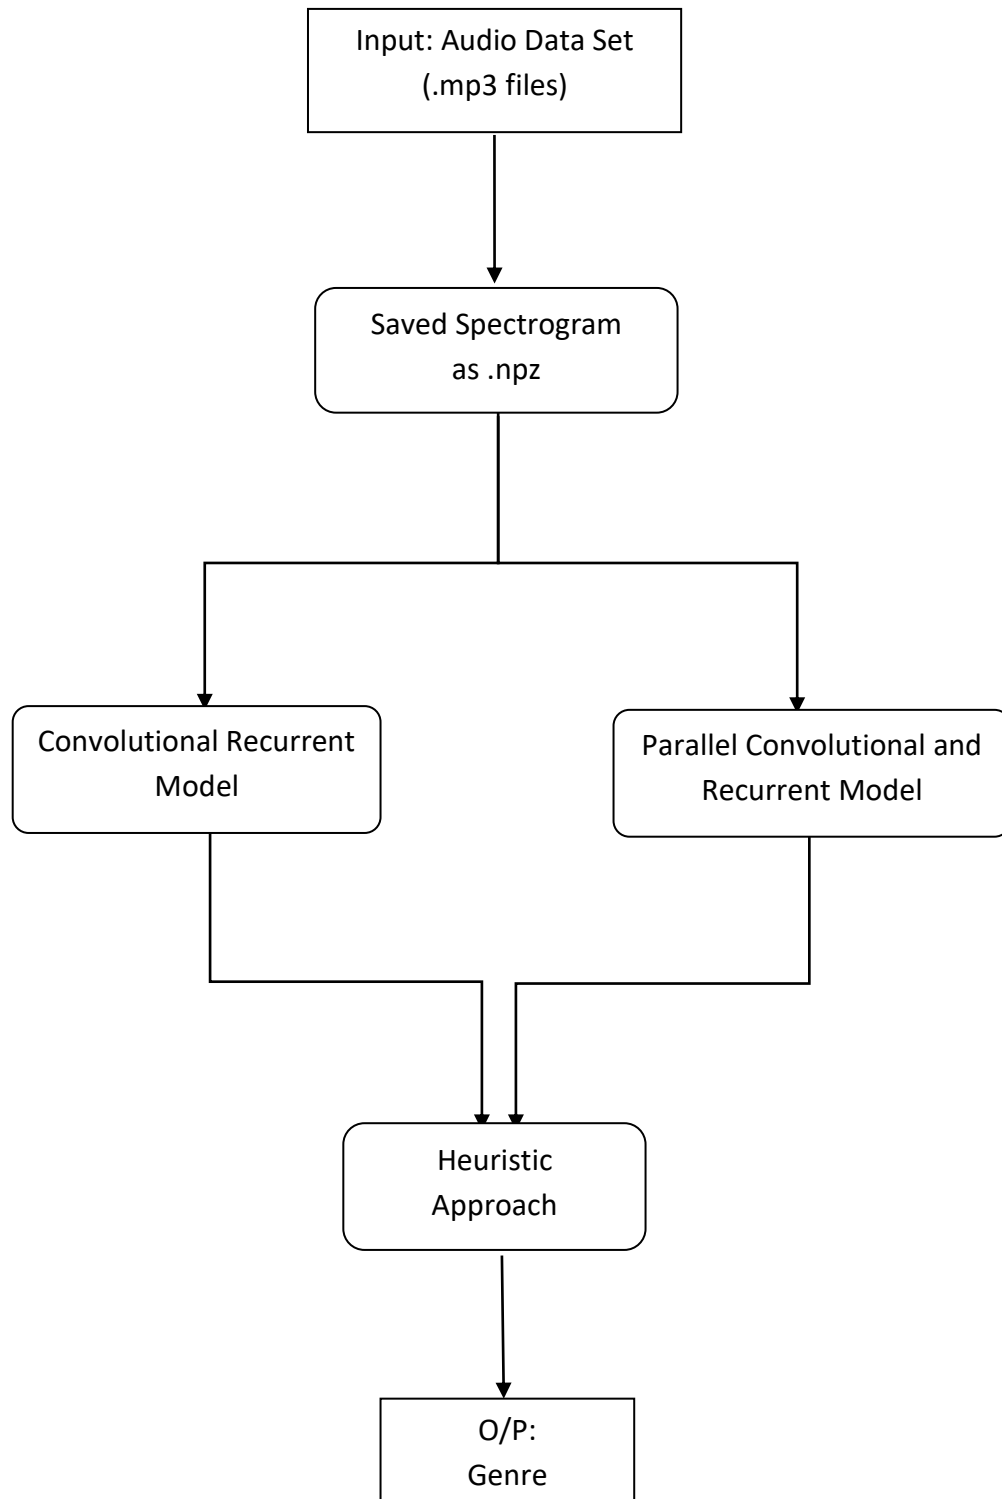 Input: Audio Data Set
(.mp3 files)
Saved Spectrogram
as .npz
Convolutional Recurrent
Model
Parallel Convolutional and
Recurrent Model
Heuristic
Approach
O/P:
Genre